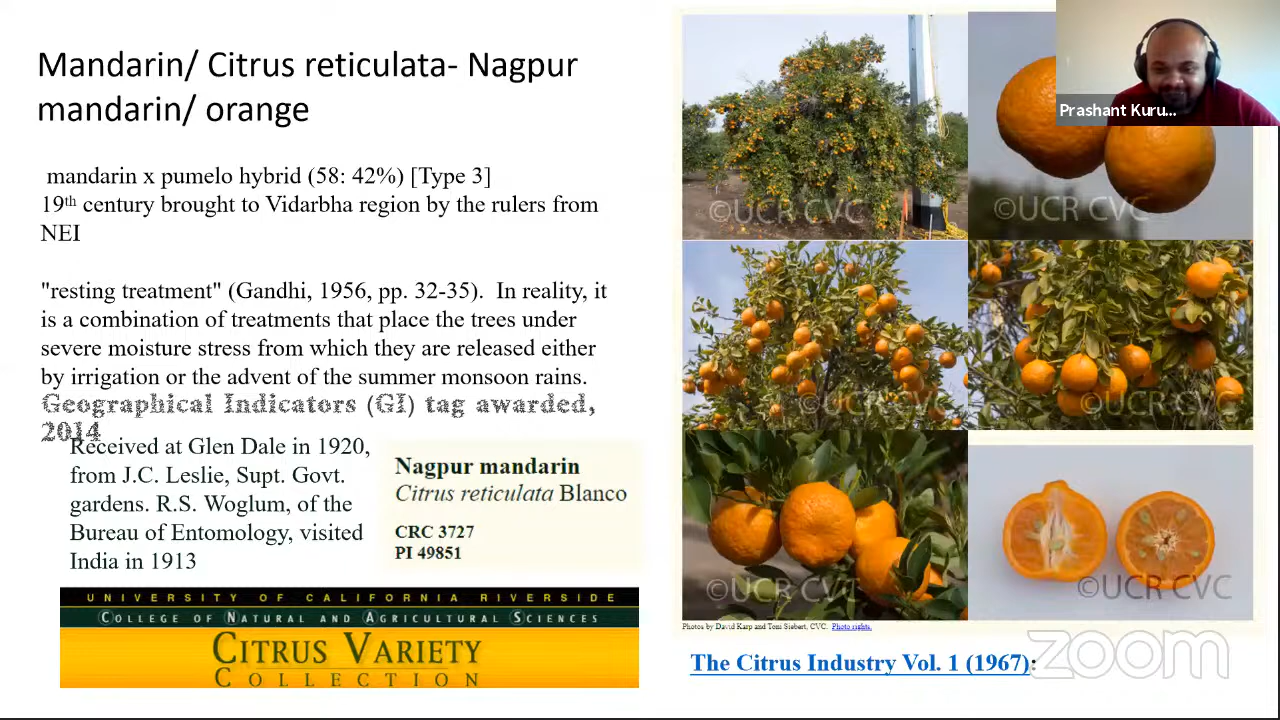 Mandarin/ Citrus reticulata- Nagpur
mandarin/ orange
mandarin x pumelo hybrid (58: 42%) [Type 3]
19th century brought to Vidarbha region by the rulers from
NEI
"resting treatment" (Gandhi, 1956, pp. 32-35). In reality, it
is a combination of treatments that place the trees under
severe moisture stress from which they are released either
by irrigation or the advent of the summer monsoon rains.
Geographical Indicators (GI) tag awarded,
2014
Received at Glen Dale in 1920,
from J.C. Leslie, Supt. Govt.
gardens. R.S. Woglum, of the
Bureau of Entomology, visited
India in 1913
Nagpur mandarin
Citrus reticulata Blanco
CRC 3727
PI 49851
UNIVERSITY OF CALIFORNIA RIVERSIDE
COLLEGE OF NATURAL AND AGRICULTURAL SCIENCES
CITRUS VARIETY
COLLECTION
Prashant Kuru...
©UCR CVC
©UCR CVC
©UCR CVC
©UCR CVC
©UCR CVC
©UCR CVC
Photos by David Karp and Toni Siebert, CVC. Photo rights.
The Citrus Industry Vol. 1 (1967):
zoom